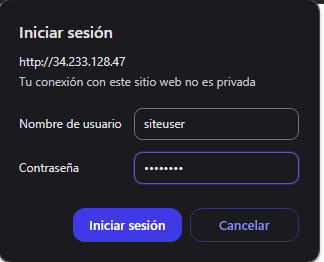 Iniciar sesión
http://34.233.128.47
Tu conexión con este sitio web no es privada
Nombre de usuario siteuser
Contraseña ••••••••
Iniciar sesión Cancelar